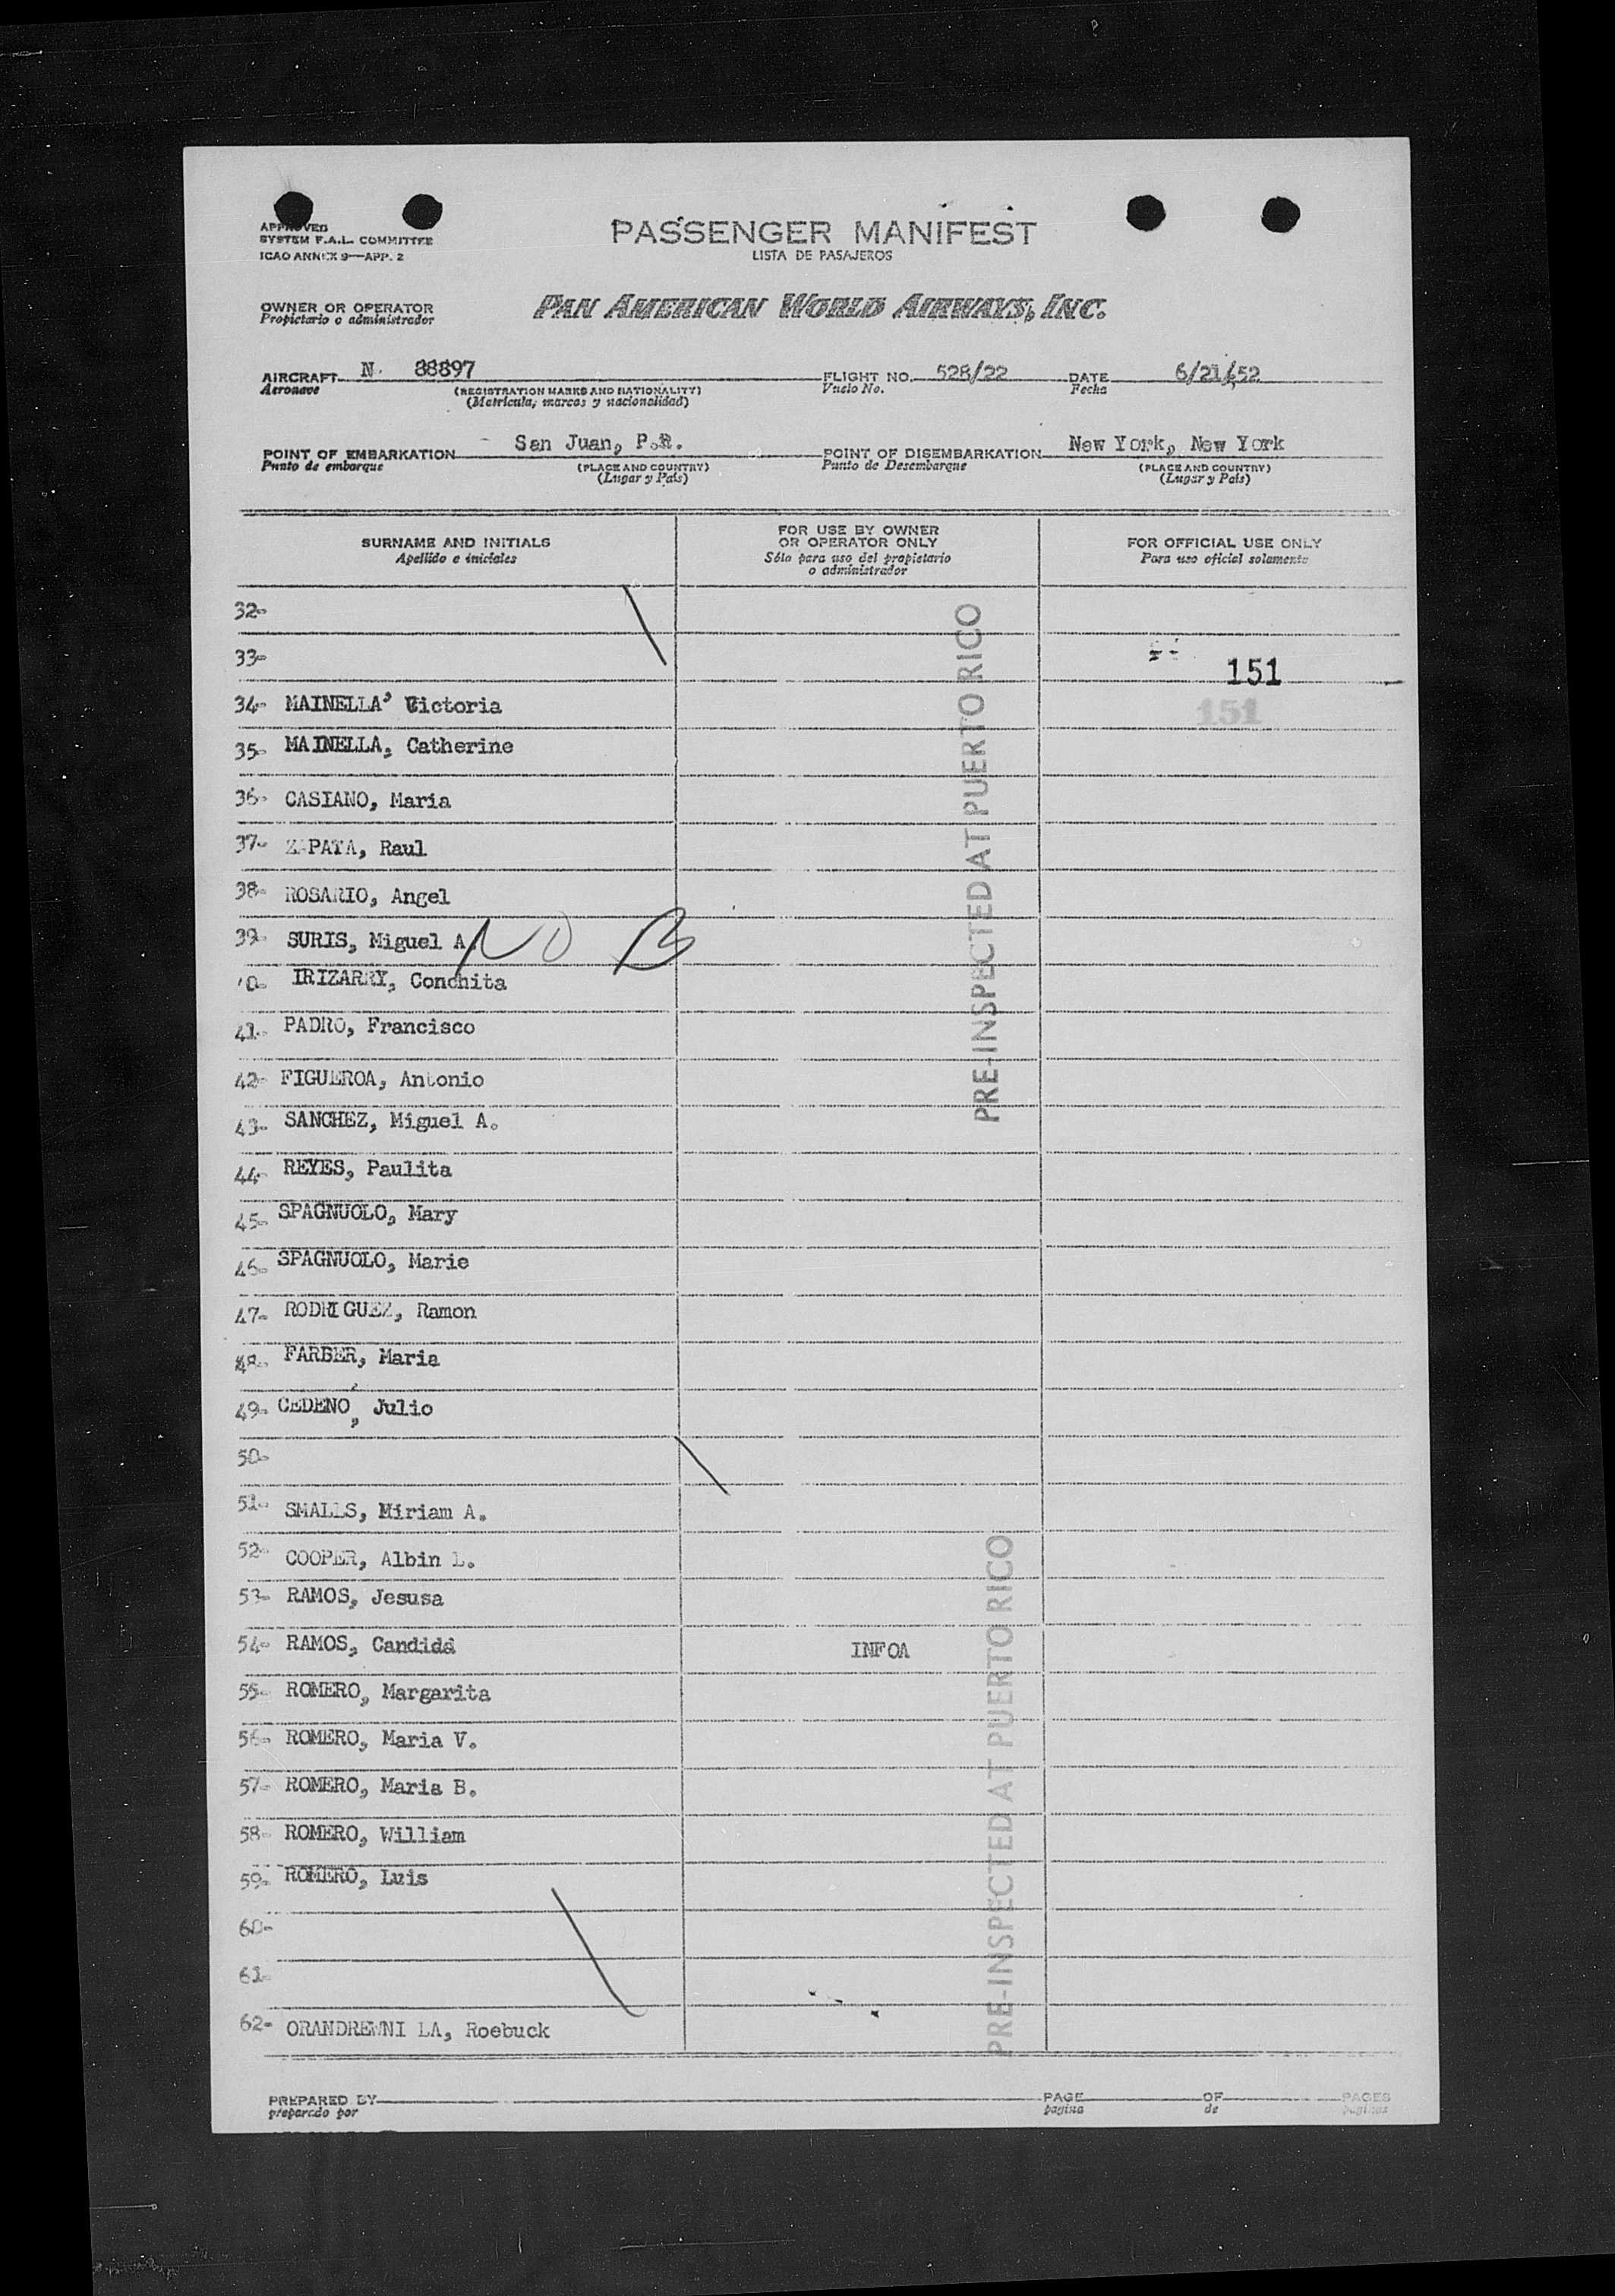 APPROVED
SYSTEM F.A.L. COMMITTEE
ICAO ANNEX 9—APP. 2
PASSENGER MANIFEST
LISTA DE PASAJEROS
OWNER OR OPERATOR
Propietario o administrador
PAN AMERICAN WORLD AIRWAYS, INC.
AIRCRAFT N. 88897 FLIGHT NO. 528/22 DATE 6/21/52
Aeronave (REGISTRATION MARKS AND NATIONALITY) Vuelo No. Fecha
(Matricula, marcas y nacionalidad)
POINT OF EMBARKATION San Juan, P.R. POINT OF DISEMBARKATION New York, New York
Punto de embarque (PLACE AND COUNTRY) Punto de Desembarque (PLACE AND COUNTRY)
(Lugar y País) (Lugar y País)
SURNAME AND INITIALS
Apellido e iniciales
FOR USE BY OWNER
OR OPERATOR ONLY
Sólo para uso del propietario
o administrador
FOR OFFICIAL USE ONLY
Para uso oficial solamente
32-
33-
151
151
34- MAINELLA' Victoria
35- MAINELLA, Catherine
36- CASIANO, Maria
37- ZAPATA, Raul
38- ROSARIO, Angel
39- SURIS, Miguel A. NO B
40- IRIZARRY, Conchita
41- PADRO, Francisco
42- FIGUEROA, Antonio
43- SANCHEZ, Miguel A.
44- REYES, Paulita
45- SPAGNUOLO, Mary
46- SPAGNUOLO, Marie
47- RODRIGUEZ, Ramon
48- FARBER, Maria
49- CEDENO, Julio
50-
51- SMALLS, Miriam A.
52- COOPER, Albin L.
53- RAMOS, Jesusa
54- RAMOS, Candida INFOA
55- ROMERO, Margarita
56- ROMERO, Maria V.
57- ROMERO, Maria B.
58- ROMERO, William
59- ROMERO, Luis
60-
61-
62- ORANDREWNI LA, Roebuck
PRE-INSPECTED AT PUERTO RICO
PRE-INSPECTED AT PUERTO RICO
PREPARED BY PAGE OF PAGES
preparado por pagina de paginas